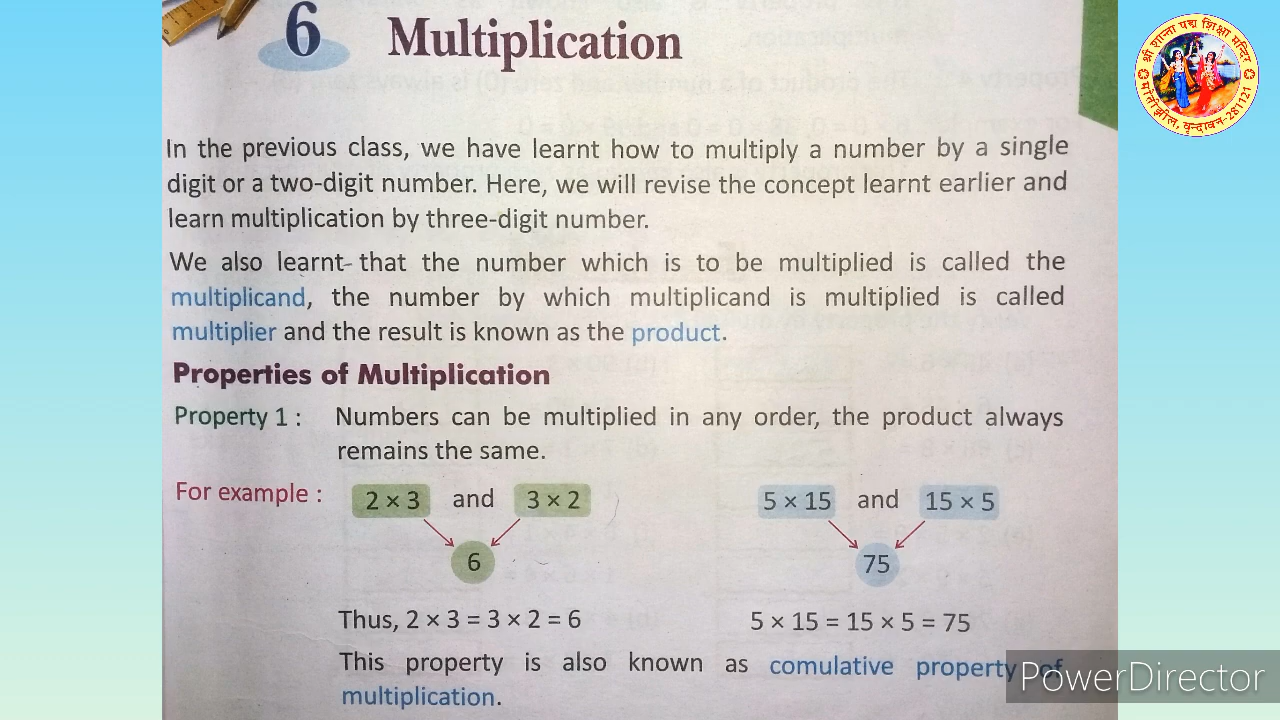 6 Multiplication
श्री शान्ना पद्म शिक्षा मन्दिर
मोतीझील, वृन्दावन-281121
In the previous class, we have learnt how to multiply a number by a single
digit or a two-digit number. Here, we will revise the concept learnt earlier and
learn multiplication by three-digit number.
We also learnt that the number which is to be multiplied is called the
multiplicand, the number by which multiplicand is multiplied is called
multiplier and the result is known as the product.
Properties of Multiplication
Property 1 : Numbers can be multiplied in any order, the product always
remains the same.
For example : 2 × 3 and 3 × 2 5 × 15 and 15 × 5
6 75
Thus, 2 × 3 = 3 × 2 = 6 5 × 15 = 15 × 5 = 75
This property is also known as comulative property of
multiplication.
PowerDirector